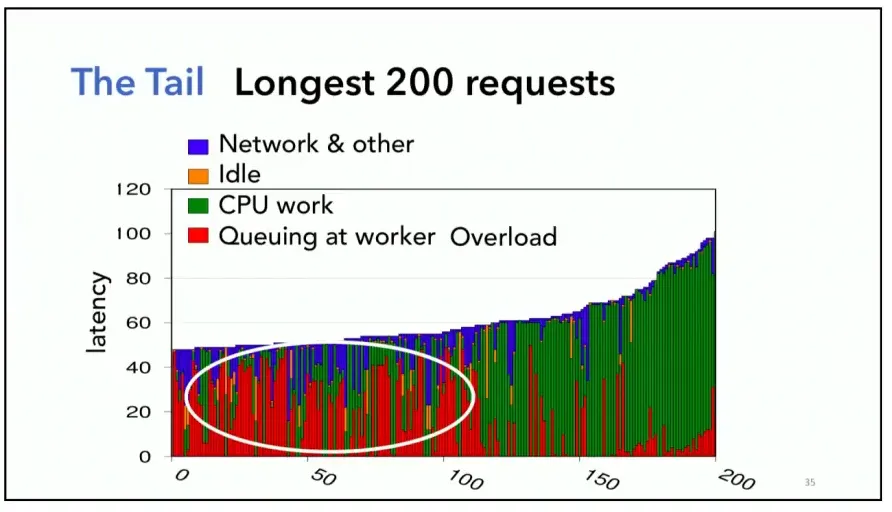 The Tail Longest 200 requests
Network & other
Idle
CPU work
Queuing at worker Overload
120
100
80
60
40
20
0
latency
0 50 100 150 200
35